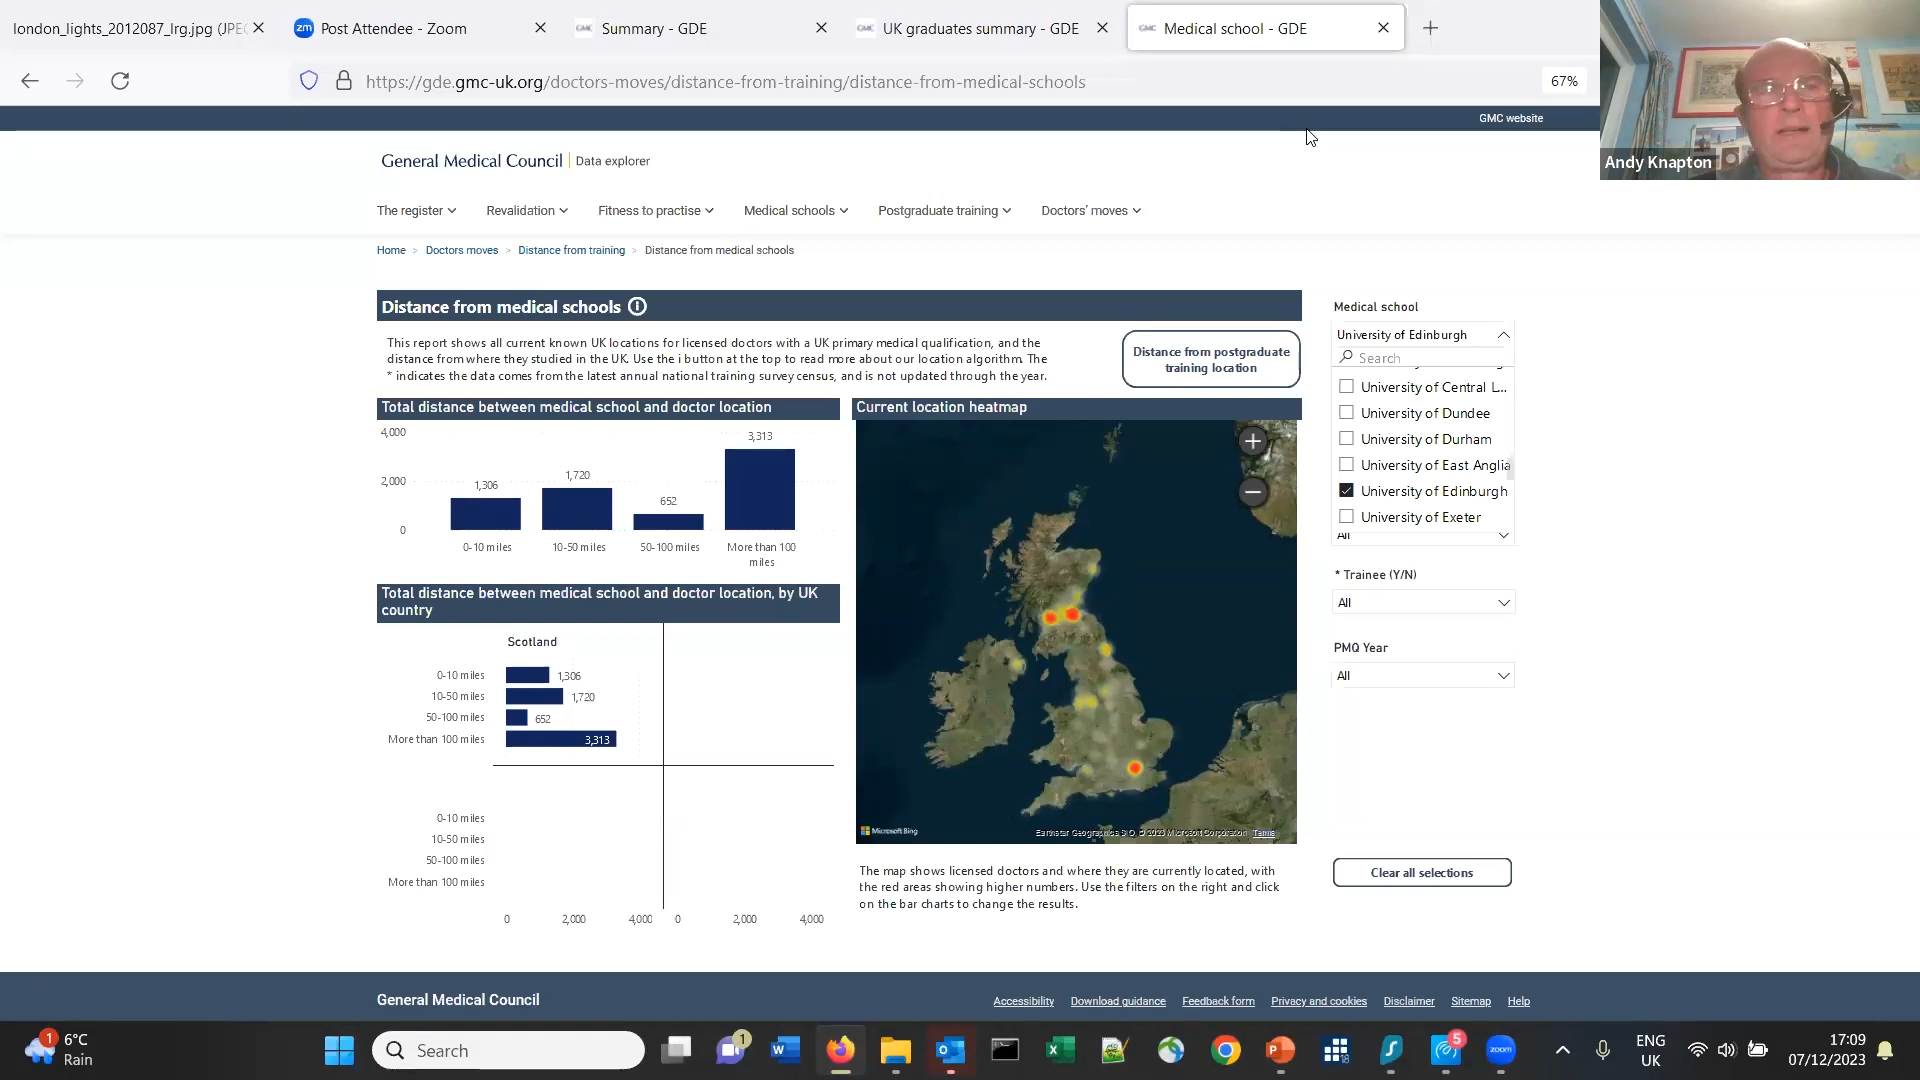 london_lights_2012087_lrg.jpg (JPE
Post Attendee - Zoom
Summary - GDE
UK graduates summary - GDE
Medical school - GDE
https://gde.gmc-uk.org/doctors-moves/distance-from-training/distance-from-medical-schools
67%
GMC website
Andy Knapton
General Medical Council
Data explorer
The register
Revalidation
Fitness to practise
Medical schools
Postgraduate training
Doctors' moves
Home > Doctors moves > Distance from training > Distance from medical schools
Distance from medical schools
This report shows all current known UK locations for licensed doctors with a UK primary medical qualification, and the
distance from where they studied in the UK. Use the i button at the top to read more about our location algorithm. The
* indicates the data comes from the latest annual national training survey census, and is not updated through the year.
Distance from postgraduate
training location
Total distance between medical school and doctor location
4,000
2,000
0
1,306
1,720
652
3,313
0-10 miles
10-50 miles
50-100 miles
More than 100
miles
Total distance between medical school and doctor location, by UK
country
Scotland
0-10 miles 1,306
10-50 miles 1,720
50-100 miles 652
More than 100 miles 3,313
0-10 miles
10-50 miles
50-100 miles
More than 100 miles
0 2,000 4,000 0 2,000 4,000
Current location heatmap
Microsoft Bing
Earthstar Geographics SIO, © 2023 Microsoft Corporation Terms
The map shows licensed doctors and where they are currently located, with
the red areas showing higher numbers. Use the filters on the right and click
on the bar charts to change the results.
Medical school
University of Edinburgh
Search
University of Central L...
University of Dundee
University of Durham
University of East Anglia
University of Edinburgh
University of Exeter
All
* Trainee (Y/N)
All
PMQ Year
All
Clear all selections
General Medical Council
Accessibility
Download guidance
Feedback form
Privacy and cookies
Disclaimer
Sitemap
Help
1
6°C
Rain
Search
1
5
zoom
ENG
UK
17:09
07/12/2023